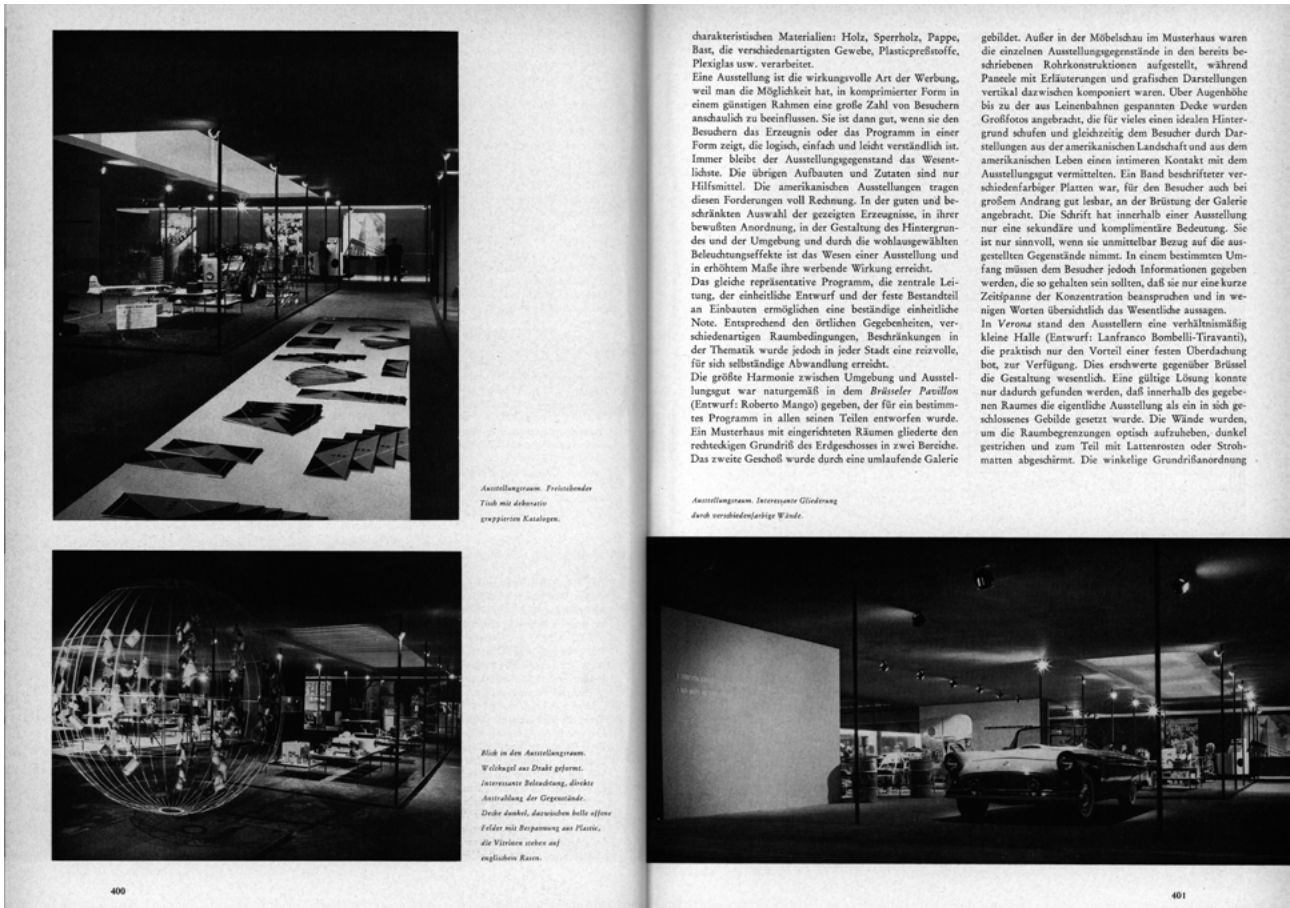 Ausstellungsraum. Freistehender
Tisch mit dekorativ
gruppierten Katalogen.
Blick in den Ausstellungsraum.
Weltkugel aus Draht geformt.
Interessante Beleuchtung, direkte
Anstrahlung der Gegenstände.
Decke dunkel, dazwischen helle offene
Felder mit Bespannung aus Plastic,
die Vitrinen stehen auf
englischem Rasen.
400
charakteristischen Materialien: Holz, Sperrholz, Pappe,
Bast, die verschiedenartigsten Gewebe, Plasticpreßstoffe,
Plexiglas usw. verarbeitet.
Eine Ausstellung ist die wirkungsvolle Art der Werbung,
weil man die Möglichkeit hat, in komprimierter Form in
einem günstigen Rahmen eine große Zahl von Besuchern
anschaulich zu beeinflussen. Sie ist dann gut, wenn sie den
Besuchern das Erzeugnis oder das Programm in einer
Form zeigt, die logisch, einfach und leicht verständlich ist.
Immer bleibt der Ausstellungsgegenstand das Wesent-
lichste. Die übrigen Aufbauten und Zutaten sind nur
Hilfsmittel. Die amerikanischen Ausstellungen tragen
diesen Forderungen voll Rechnung. In der guten und be-
schränkten Auswahl der gezeigten Erzeugnisse, in ihrer
bewußten Anordnung, in der Gestaltung des Hintergrun-
des und der Umgebung und durch die wohlausgewählten
Beleuchtungseffekte ist das Wesen einer Ausstellung und
in erhöhtem Maße ihre werbende Wirkung erreicht.
Das gleiche repräsentative Programm, die zentrale Lei-
tung, der einheitliche Entwurf und der feste Bestandteil
an Einbauten ermöglichen eine beständige einheitliche
Note. Entsprechend den örtlichen Gegebenheiten, ver-
schiedenartigen Raumbedingungen, Beschränkungen in
der Thematik wurde jedoch in jeder Stadt eine reizvolle,
für sich selbständige Abwandlung erreicht.
Die größte Harmonie zwischen Umgebung und Ausstel-
lungsgut war naturgemäß in dem Brüsseler Pavillon
(Entwurf: Roberto Mango) gegeben, der für ein bestimm-
tes Programm in allen seinen Teilen entworfen wurde.
Ein Musterhaus mit eingerichteten Räumen gliederte den
rechteckigen Grundriß des Erdgeschosses in zwei Bereiche.
Das zweite Geschoß wurde durch eine umlaufende Galerie
gebildet. Außer in der Möbelschau im Musterhaus waren
die einzelnen Ausstellungsgegenstände in den bereits be-
schriebenen Rohrkonstruktionen aufgestellt, während
Paneele mit Erläuterungen und grafischen Darstellungen
vertikal dazwischen komponiert waren. Über Augenhöhe
bis zu der aus Leinenbahnen gespannten Decke wurden
Großfotos angebracht, die für vieles einen idealen Hinter-
grund schufen und gleichzeitig dem Besucher durch Dar-
stellungen aus der amerikanischen Landschaft und aus dem
amerikanischen Leben einen intimeren Kontakt mit dem
Ausstellungsgut vermittelten. Ein Band beschrifteter ver-
schiedenfarbiger Platten war, für den Besucher auch bei
großem Andrang gut lesbar, an der Brüstung der Galerie
angebracht. Die Schrift hat innerhalb einer Ausstellung
nur eine sekundäre und komplimentäre Bedeutung. Sie
ist nur sinnvoll, wenn sie unmittelbar Bezug auf die aus-
gestellten Gegenstände nimmt. In einem bestimmten Um-
fang müssen dem Besucher jedoch Informationen gegeben
werden, die so gehalten sein sollten, daß sie nur eine kurze
Zeitspanne der Konzentration beanspruchen und in we-
nigen Worten übersichtlich das Wesentliche aussagen.
In Verona stand den Ausstellern eine verhältnismäßig
kleine Halle (Entwurf: Lanfranco Bombelli-Tiravanti),
die praktisch nur den Vorteil einer festen Überdachung
bot, zur Verfügung. Dies erschwerte gegenüber Brüssel
die Gestaltung wesentlich. Eine gültige Lösung konnte
nur dadurch gefunden werden, daß innerhalb des gegebe-
nen Raumes die eigentliche Ausstellung als ein in sich ge-
schlossenes Gebilde gesetzt wurde. Die Wände wurden,
um die Raumbegrenzungen optisch aufzuheben, dunkel
gestrichen und zum Teil mit Lattenrosten oder Stroh-
matten abgeschirmt. Die winkelige Grundrißanordnung
Ausstellungsraum. Interessante Gliederung
durch verschiedenfarbige Wände.
401